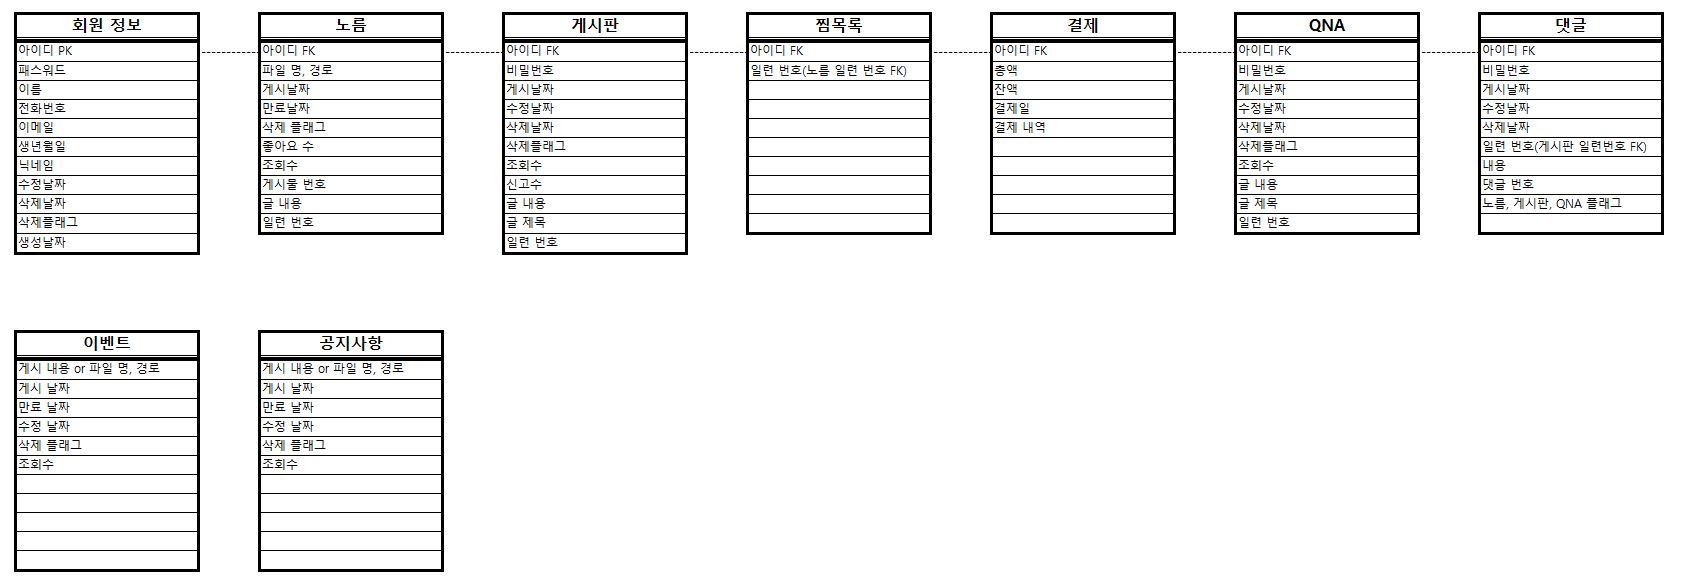 회원 정보
아이디 PK
패스워드
이름
전화번호
이메일
생년월일
닉네임
수정날짜
삭제날짜
삭제플래그
생성날짜
노름
아이디 FK
파일 명, 경로
게시날짜
만료날짜
삭제 플래그
좋아요 수
조회수
게시물 번호
글 내용
일련 번호
게시판
아이디 FK
비밀번호
게시날짜
수정날짜
삭제날짜
삭제플래그
조회수
신고수
글 내용
글 제목
일련 번호
찜목록
아이디 FK
일련 번호(노름 일련 번호 FK)
결제
아이디 FK
총액
잔액
결제일
결제 내역
QNA
아이디 FK
비밀번호
게시날짜
수정날짜
삭제날짜
삭제플래그
조회수
글 내용
글 제목
일련 번호
댓글
아이디 FK
비밀번호
게시날짜
수정날짜
삭제날짜
일련 번호(게시판 일련번호 FK)
내용
댓글 번호
노름, 게시판, QNA 플래그
이벤트
게시 내용 or 파일 명, 경로
게시 날짜
만료 날짜
수정 날짜
삭제 플래그
조회수
공지사항
게시 내용 or 파일 명, 경로
게시 날짜
만료 날짜
수정 날짜
삭제 플래그
조회수